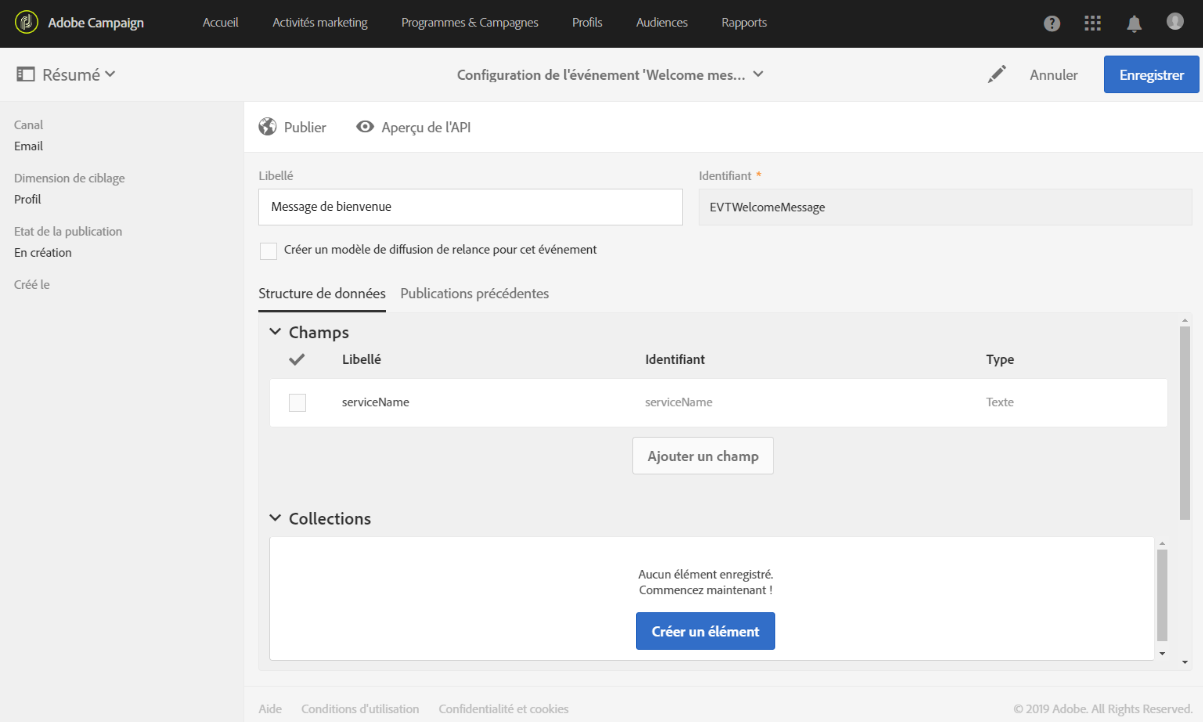 Adobe Campaign
Accueil
Activités marketing
Programmes & Campagnes
Profils
Audiences
Rapports
?
Résumé
Configuration de l'événement 'Welcome mes...
Annuler
Enregistrer
Canal
Email
Dimension de ciblage
Profil
Etat de la publication
En création
Créé le
Publier
Aperçu de l'API
Libellé
Identifiant *
Message de bienvenue
EVTWelcomeMessage
Créer un modèle de diffusion de relance pour cet événement
Structure de données
Publications précédentes
Champs
Libellé
Identifiant
Type
serviceName
serviceName
Texte
Ajouter un champ
Collections
Aucun élément enregistré.
Commencez maintenant !
Créer un élément
Aide
Conditions d'utilisation
Confidentialité et cookies
© 2019 Adobe. All Rights Reserved.